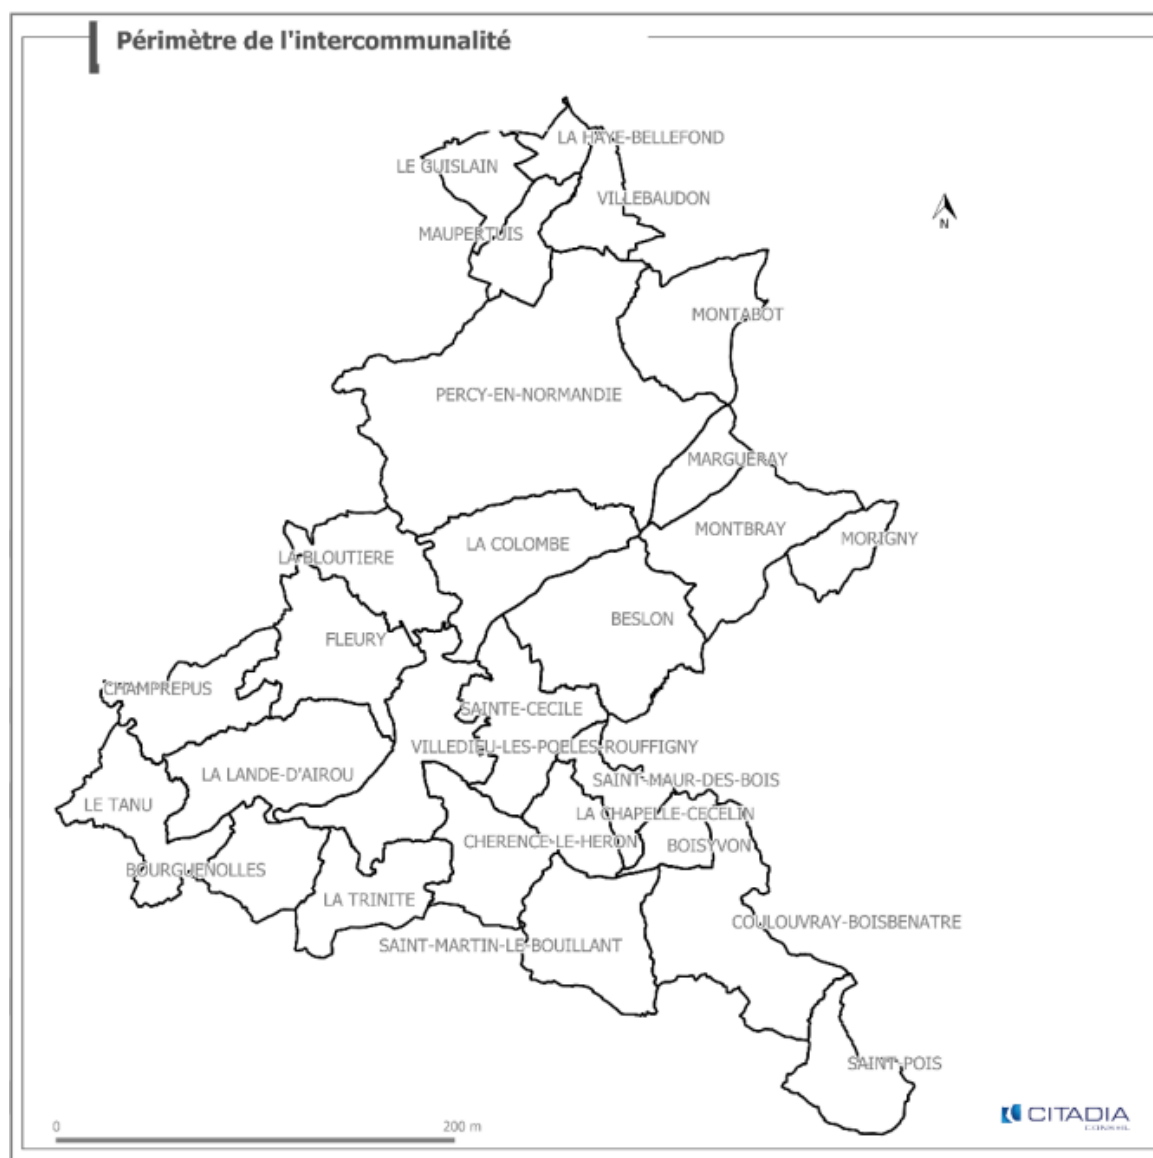 Périmètre de l'intercommunalité
LA HAYE-BELLEFOND
LE GUISLAIN
VILLEBAUDON
MAUPERTUIS
N
MONTABOT
PERCY-EN-NORMANDIE
MARGUERAY
MONTBRAY
MORIGNY
LA COLOMBE
LA BLOUTIERE
BESLON
FLEURY
CHAMPREPUS
SAINTE-CECILE
VILLEDIEU-LES-POELES-ROUFFIGNY
LA LANDE-D'AIROU
SAINT-MAUR-DES-BOIS
LE TANU
LA CHAPELLE-CECELIN
CHERENCE-LE-HERON
BOISYVON
BOURGUENOLLES
LA TRINITE
COULOUVRAY-BOISBENATRE
SAINT-MARTIN-LE-BOUILLANT
SAINT-POIS
0 200 m
CITADIA
CONSEIL